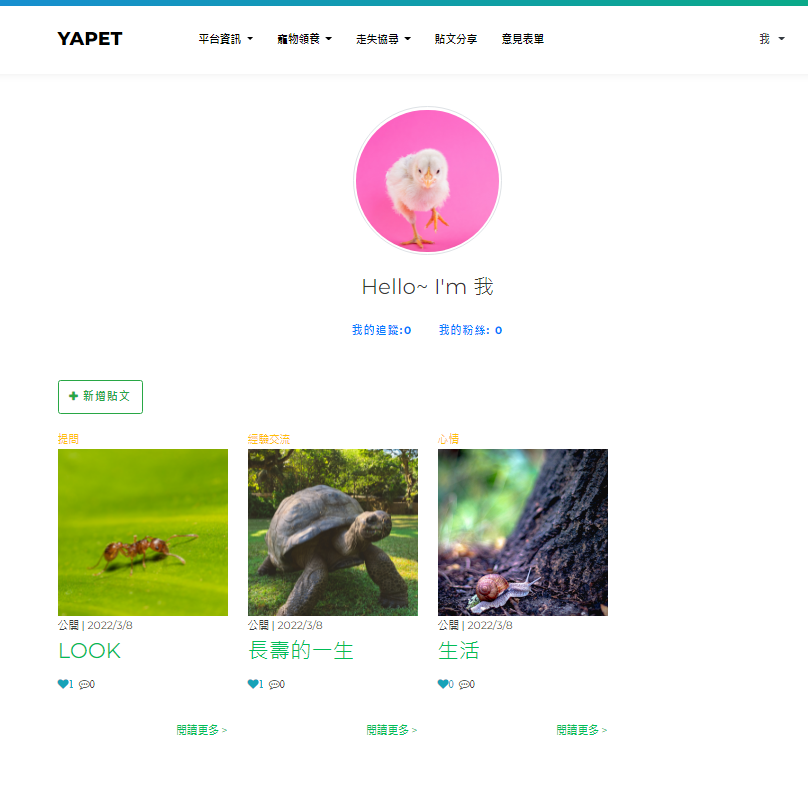 YAPET 平台資訊 寵物領養 走失協尋 貼文分享 意見表單 我
Hello~ I'm 我
我的追蹤:0 我的粉絲: 0
✚ 新增貼文
提問 經驗交流 心情
公開 | 2022/3/8 公開 | 2022/3/8 公開 | 2022/3/8
LOOK 長壽的一生 生活
1 0 1 0 0 0
閱讀更多 > 閱讀更多 > 閱讀更多 >